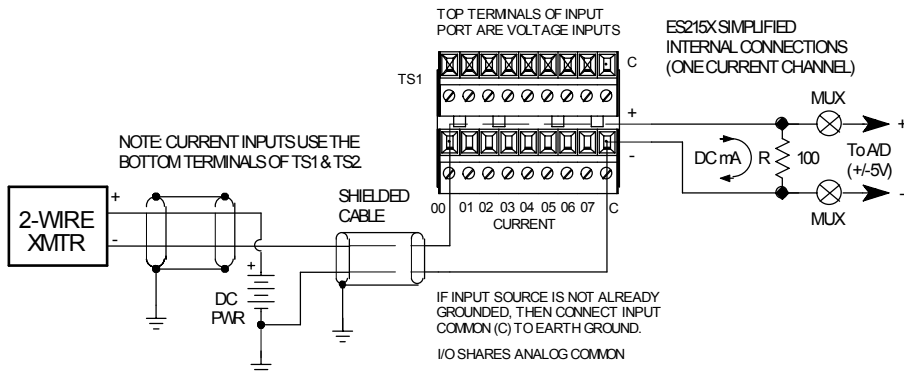 TOP TERMINALS OF INPUT
PORT ARE VOLTAGE INPUTS
ES215X SIMPLIFIED
INTERNAL CONNECTIONS
(ONE CURRENT CHANNEL)
TS1
C
MUX
+
+
NOTE: CURRENT INPUTS USE THE
BOTTOM TERMINALS OF TS1 & TS2.
DC mA
R
100
To A/D
(+/-5V)
-
-
MUX
2-WIRE
XMTR
+
-
SHIELDED
CABLE
00 01 02 03 04 05 06 07 C
CURRENT
+
DC
PWR
IF INPUT SOURCE IS NOT ALREADY
GROUNDED, THEN CONNECT INPUT
COMMON (C) TO EARTH GROUND.
I/O SHARES ANALOG COMMON